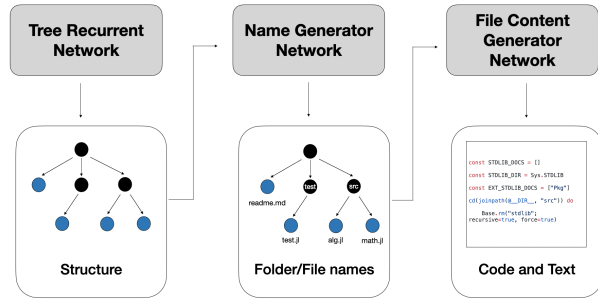 Tree Recurrent
Network
Name Generator
Network
File Content
Generator
Network
Structure
test
src
readme.md
test.jl
alg.jl
math.jl
Folder/File names
const STDLIB_DOCS = []
const STDLIB_DIR = Sys.STDLIB
const EXT_STDLIB_DOCS = ["Pkg"]
cd(joinpath(@__DIR__, "src")) do
Base.rm("stdlib";
recursive=true, force=true)
Code and Text